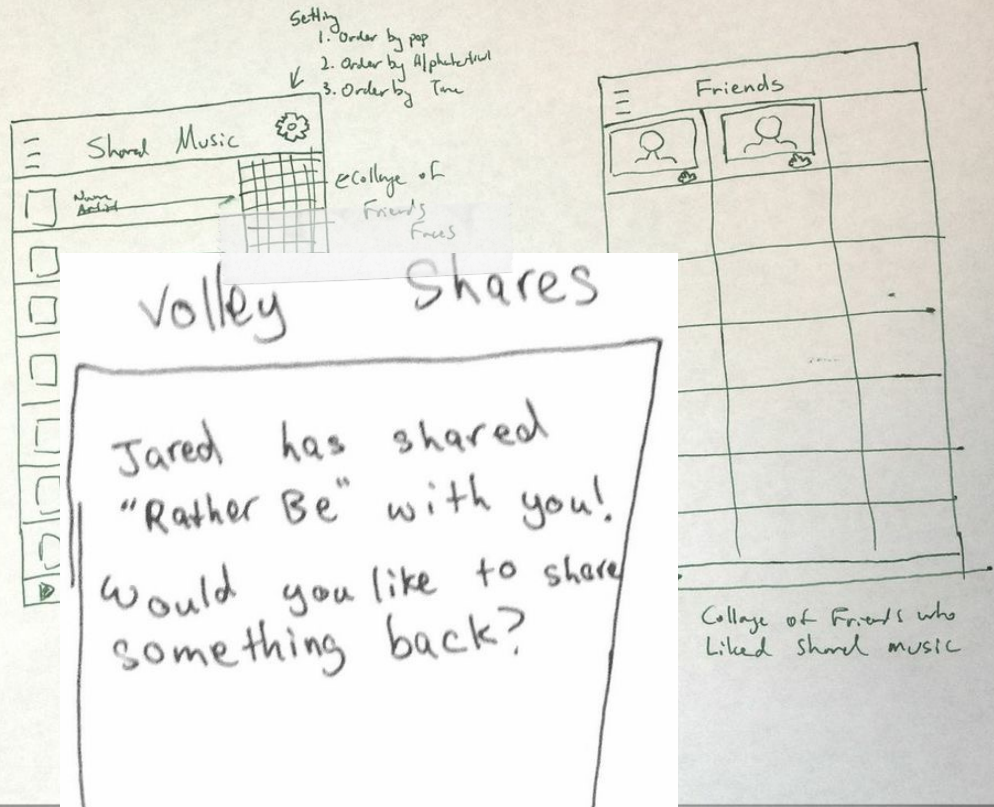 Setting
1. Order by pop
2. Order by Alphabetical
3. Order by Time
Shared Music
Name
Artist
Collage of
Friends
Faces
Friends
Volley Shares
Jared has shared
"Rather Be" with you!
Would you like to share
something back?
Collage of Friends who
Liked Shared music